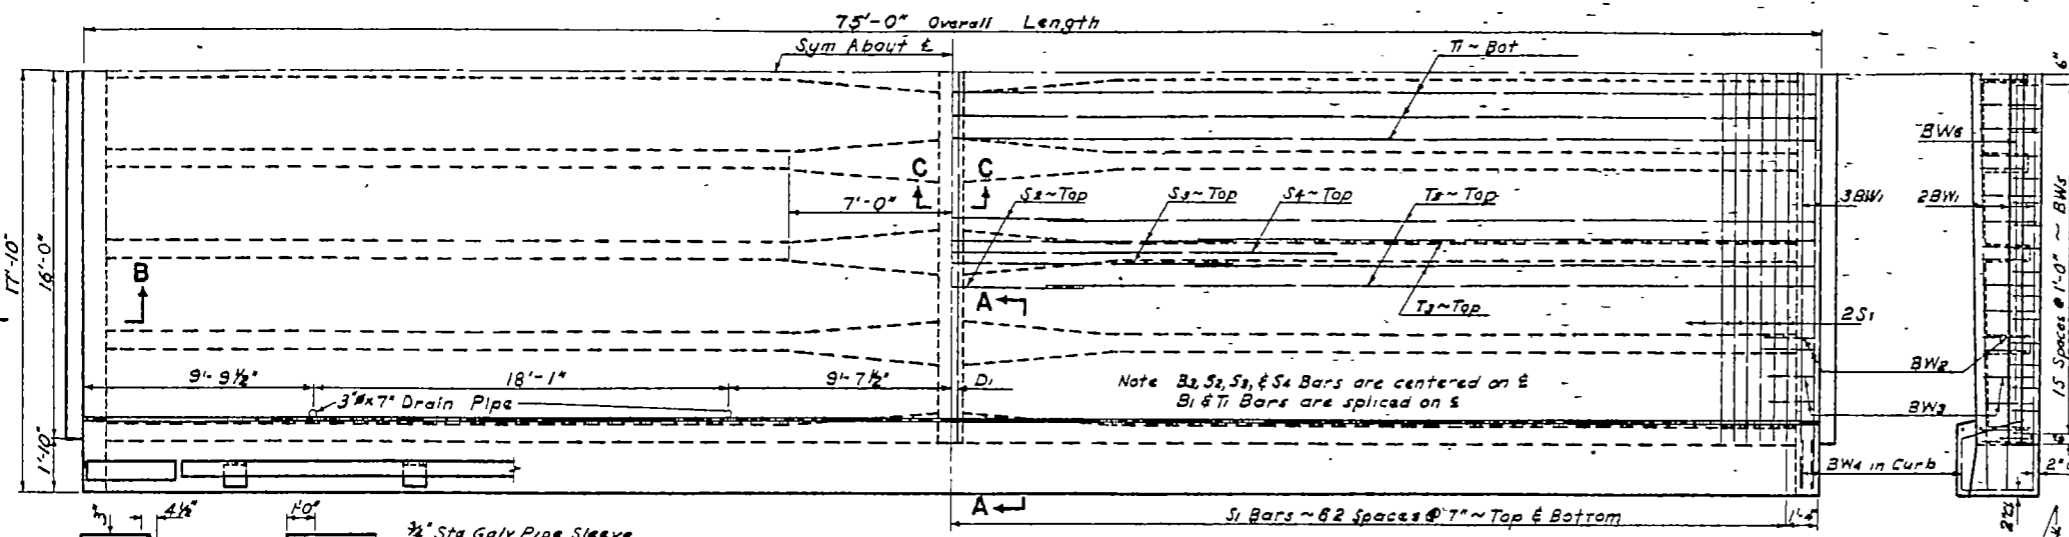 75'-0" Overall Length
Sym About ℄
T1 ~ Bot
6"
BW6
C
C
S2 ~ Top
S3 ~ Top
S4 ~ Top
T2 ~ Top
3BW1
2BW1
7'-0"
17'-10"
16'-0"
B
A
T3 ~ Top
2S1
15 Spaces @ 1'-0" ~ BW5
BW2
9'-9½"
18'-1"
9'-7½"
D1
Note B2, S2, S3, & S4 Bars are centered on ℄
B1 & T1 Bars are spliced on ℄
3"ø x 7" Drain Pipe
BW3
1'-10"
BW4 in Curb
2"
A
S1 Bars ~ 62 Spaces @ 7" ~ Top & Bottom
1'-4"
4½"
1'0"
¾" Std Galv Pipe Sleeve